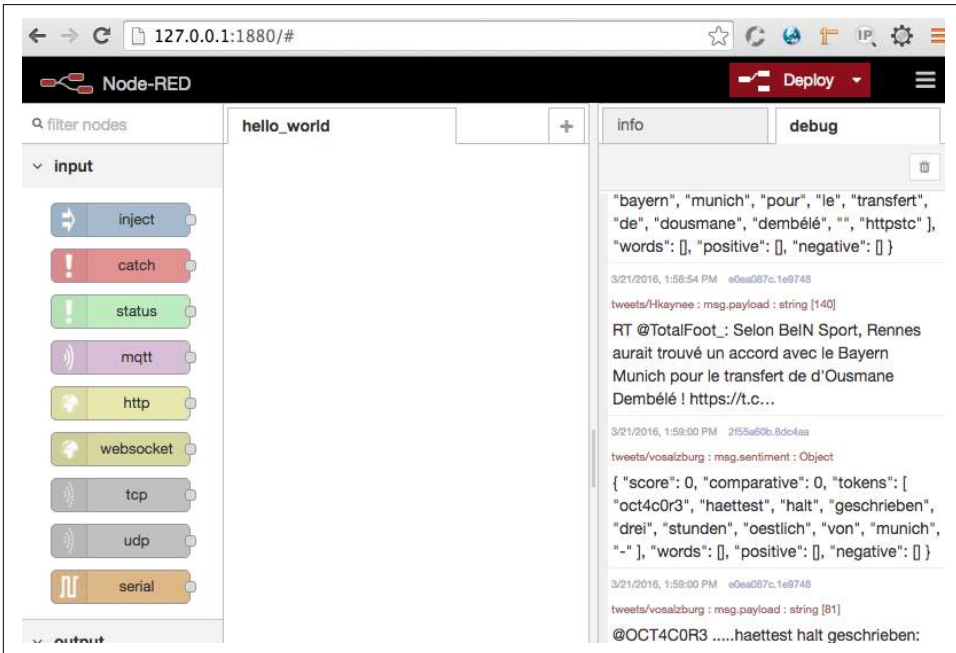 127.0.0.1:1880/#
IP
Node-RED
Deploy
filter nodes
hello_world
+
info
debug
input
inject
catch
status
mqtt
http
websocket
tcp
udp
serial
output
"bayern", "munich", "pour", "le", "transfert",
"de", "dousmane", "dembélé", "", "httpstc" ],
"words": [], "positive": [], "negative": [] }
3/21/2016, 1:58:54 PM e0ea087c.1e9748
tweets/Hkaynee : msg.payload : string [140]
RT @TotalFoot_: Selon BeIN Sport, Rennes
aurait trouvé un accord avec le Bayern
Munich pour le transfert de d'Ousmane
Dembélé ! https://t.c…
3/21/2016, 1:59:00 PM 2f55a60b.8dc4aa
tweets/vosalzburg : msg.sentiment : Object
{ "score": 0, "comparative": 0, "tokens": [
"oct4c0r3", "haettest", "halt", "geschrieben",
"drei", "stunden", "oestlich", "von", "munich",
"-" ], "words": [], "positive": [], "negative": [] }
3/21/2016, 1:59:00 PM e0ea087c.1e9748
tweets/vosalzburg : msg.payload : string [81]
@OCT4C0R3 .....haettest halt geschrieben: